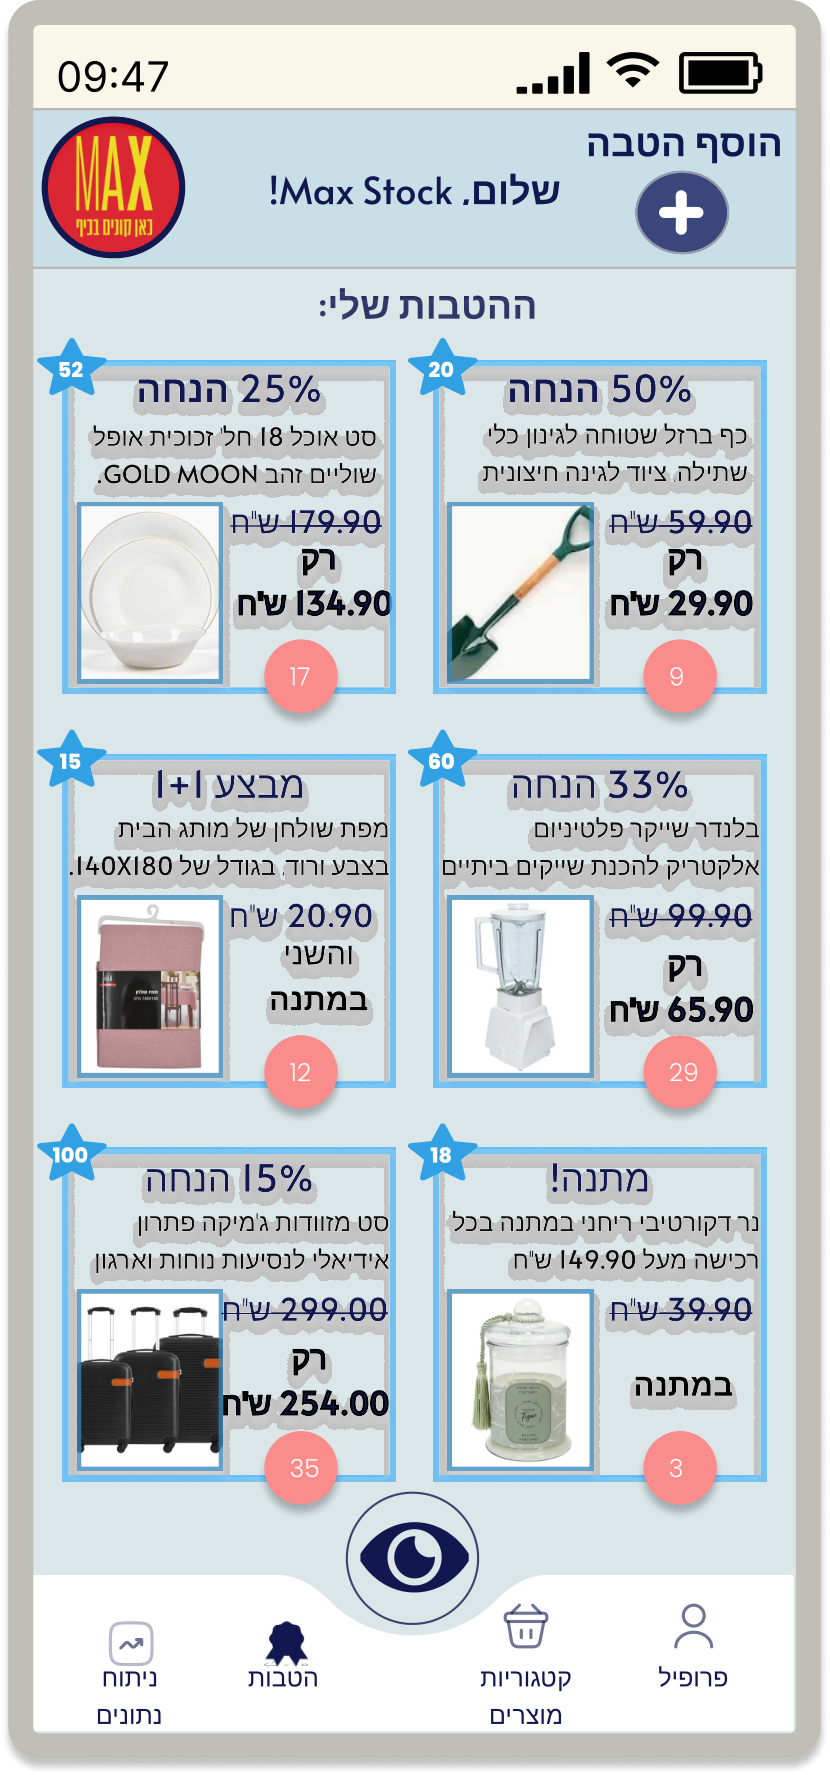 09:47
הוסף הטבה
שלום, Max Stock!
MAX
כאן קונים בכיף
ההטבות שלי:
20
50% הנחה
כף ברזל שטוחה לגינון כלי
שתילה, ציוד לגינה חיצונית
59.90 ש"ח
רק
29.90 ש"ח
9
52
25% הנחה
סט אוכל 18 חל' זכוכית אופל
שוליים זהב GOLD MOON.
179.90 ש"ח
רק
134.90 ש"ח
17
60
33% הנחה
בלנדר שייקר פלטיניום
אלקטריק להכנת שייקים ביתיים
99.90 ש"ח
רק
65.90 ש"ח
29
15
מבצע 1+1
מפת שולחן של מותג הבית
בצבע ורוד, בגודל של 140X180.
20.90 ש"ח
והשני
במתנה
מפת שולחן
12
18
מתנה!
נר דקורטיבי ריחני במתנה בכל
רכישה מעל 149.90 ש"ח
39.90 ש"ח
במתנה
3
100
15% הנחה
סט מזוודות ג'מיקה פתרון
אידיאלי לנסיעות נוחות וארגון
299.00 ש"ח
רק
254.00 ש"ח
35
פרופיל
קטגוריות
מוצרים
הטבות
ניתוח
נתונים